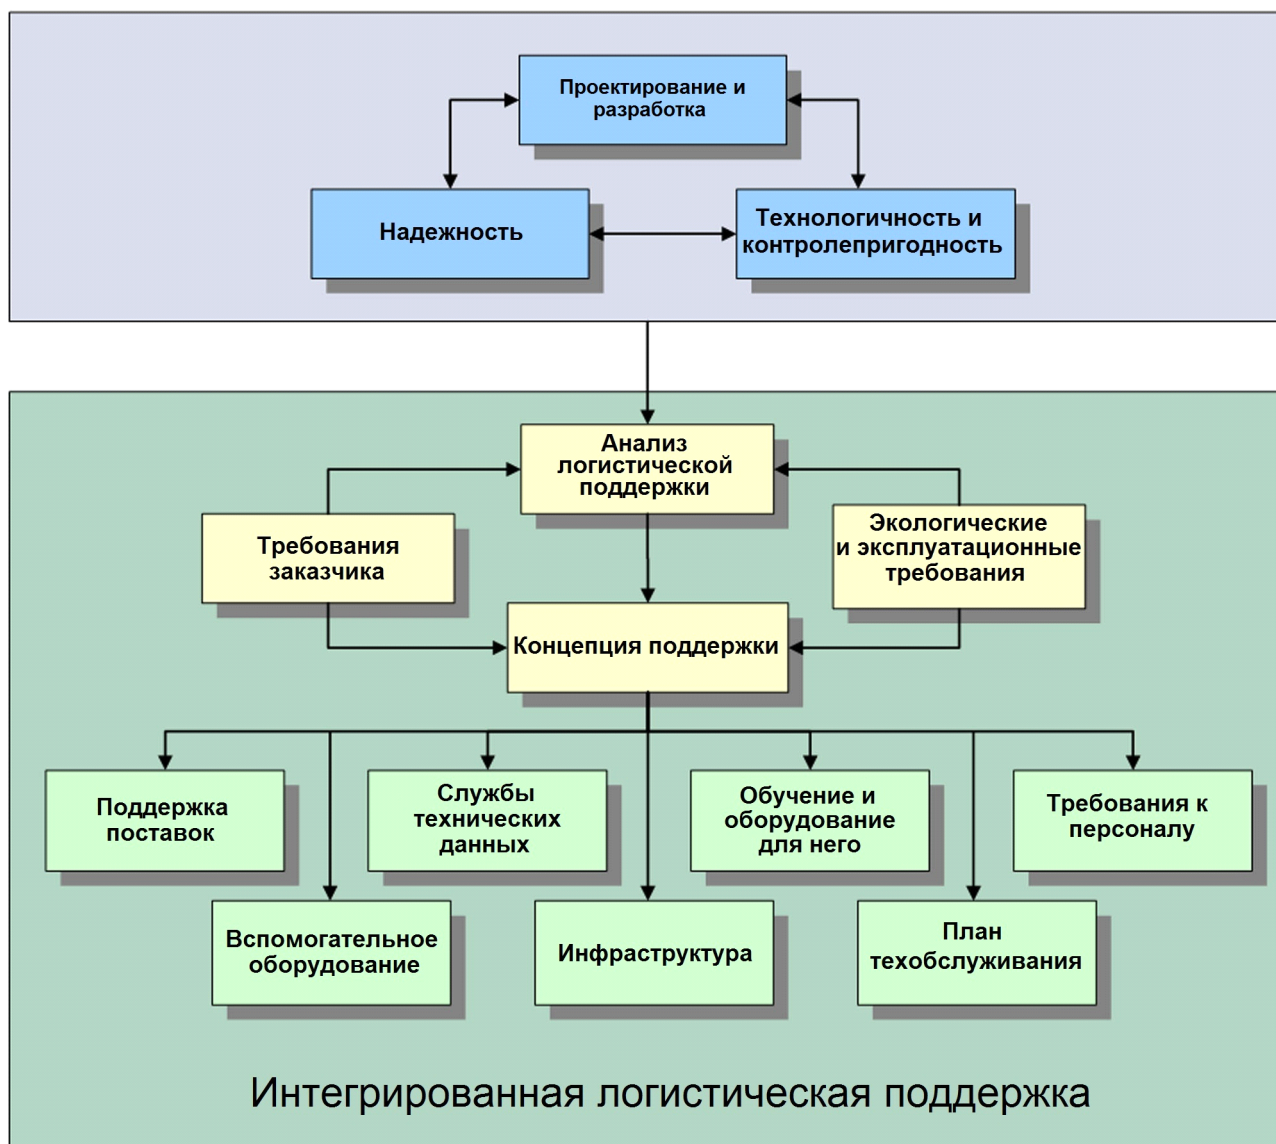 Проектирование и
разработка
Надежность
Технологичность и
контролепригодность
Анализ
логистической
поддержки
Требования
заказчика
Экологические
и эксплуатационные
требования
Концепция поддержки
Поддержка
поставок
Службы
технических
данных
Обучение и
оборудование
для него
Требования к
персоналу
Вспомогательное
оборудование
Инфраструктура
План
техобслуживания
Интегрированная логистическая поддержка